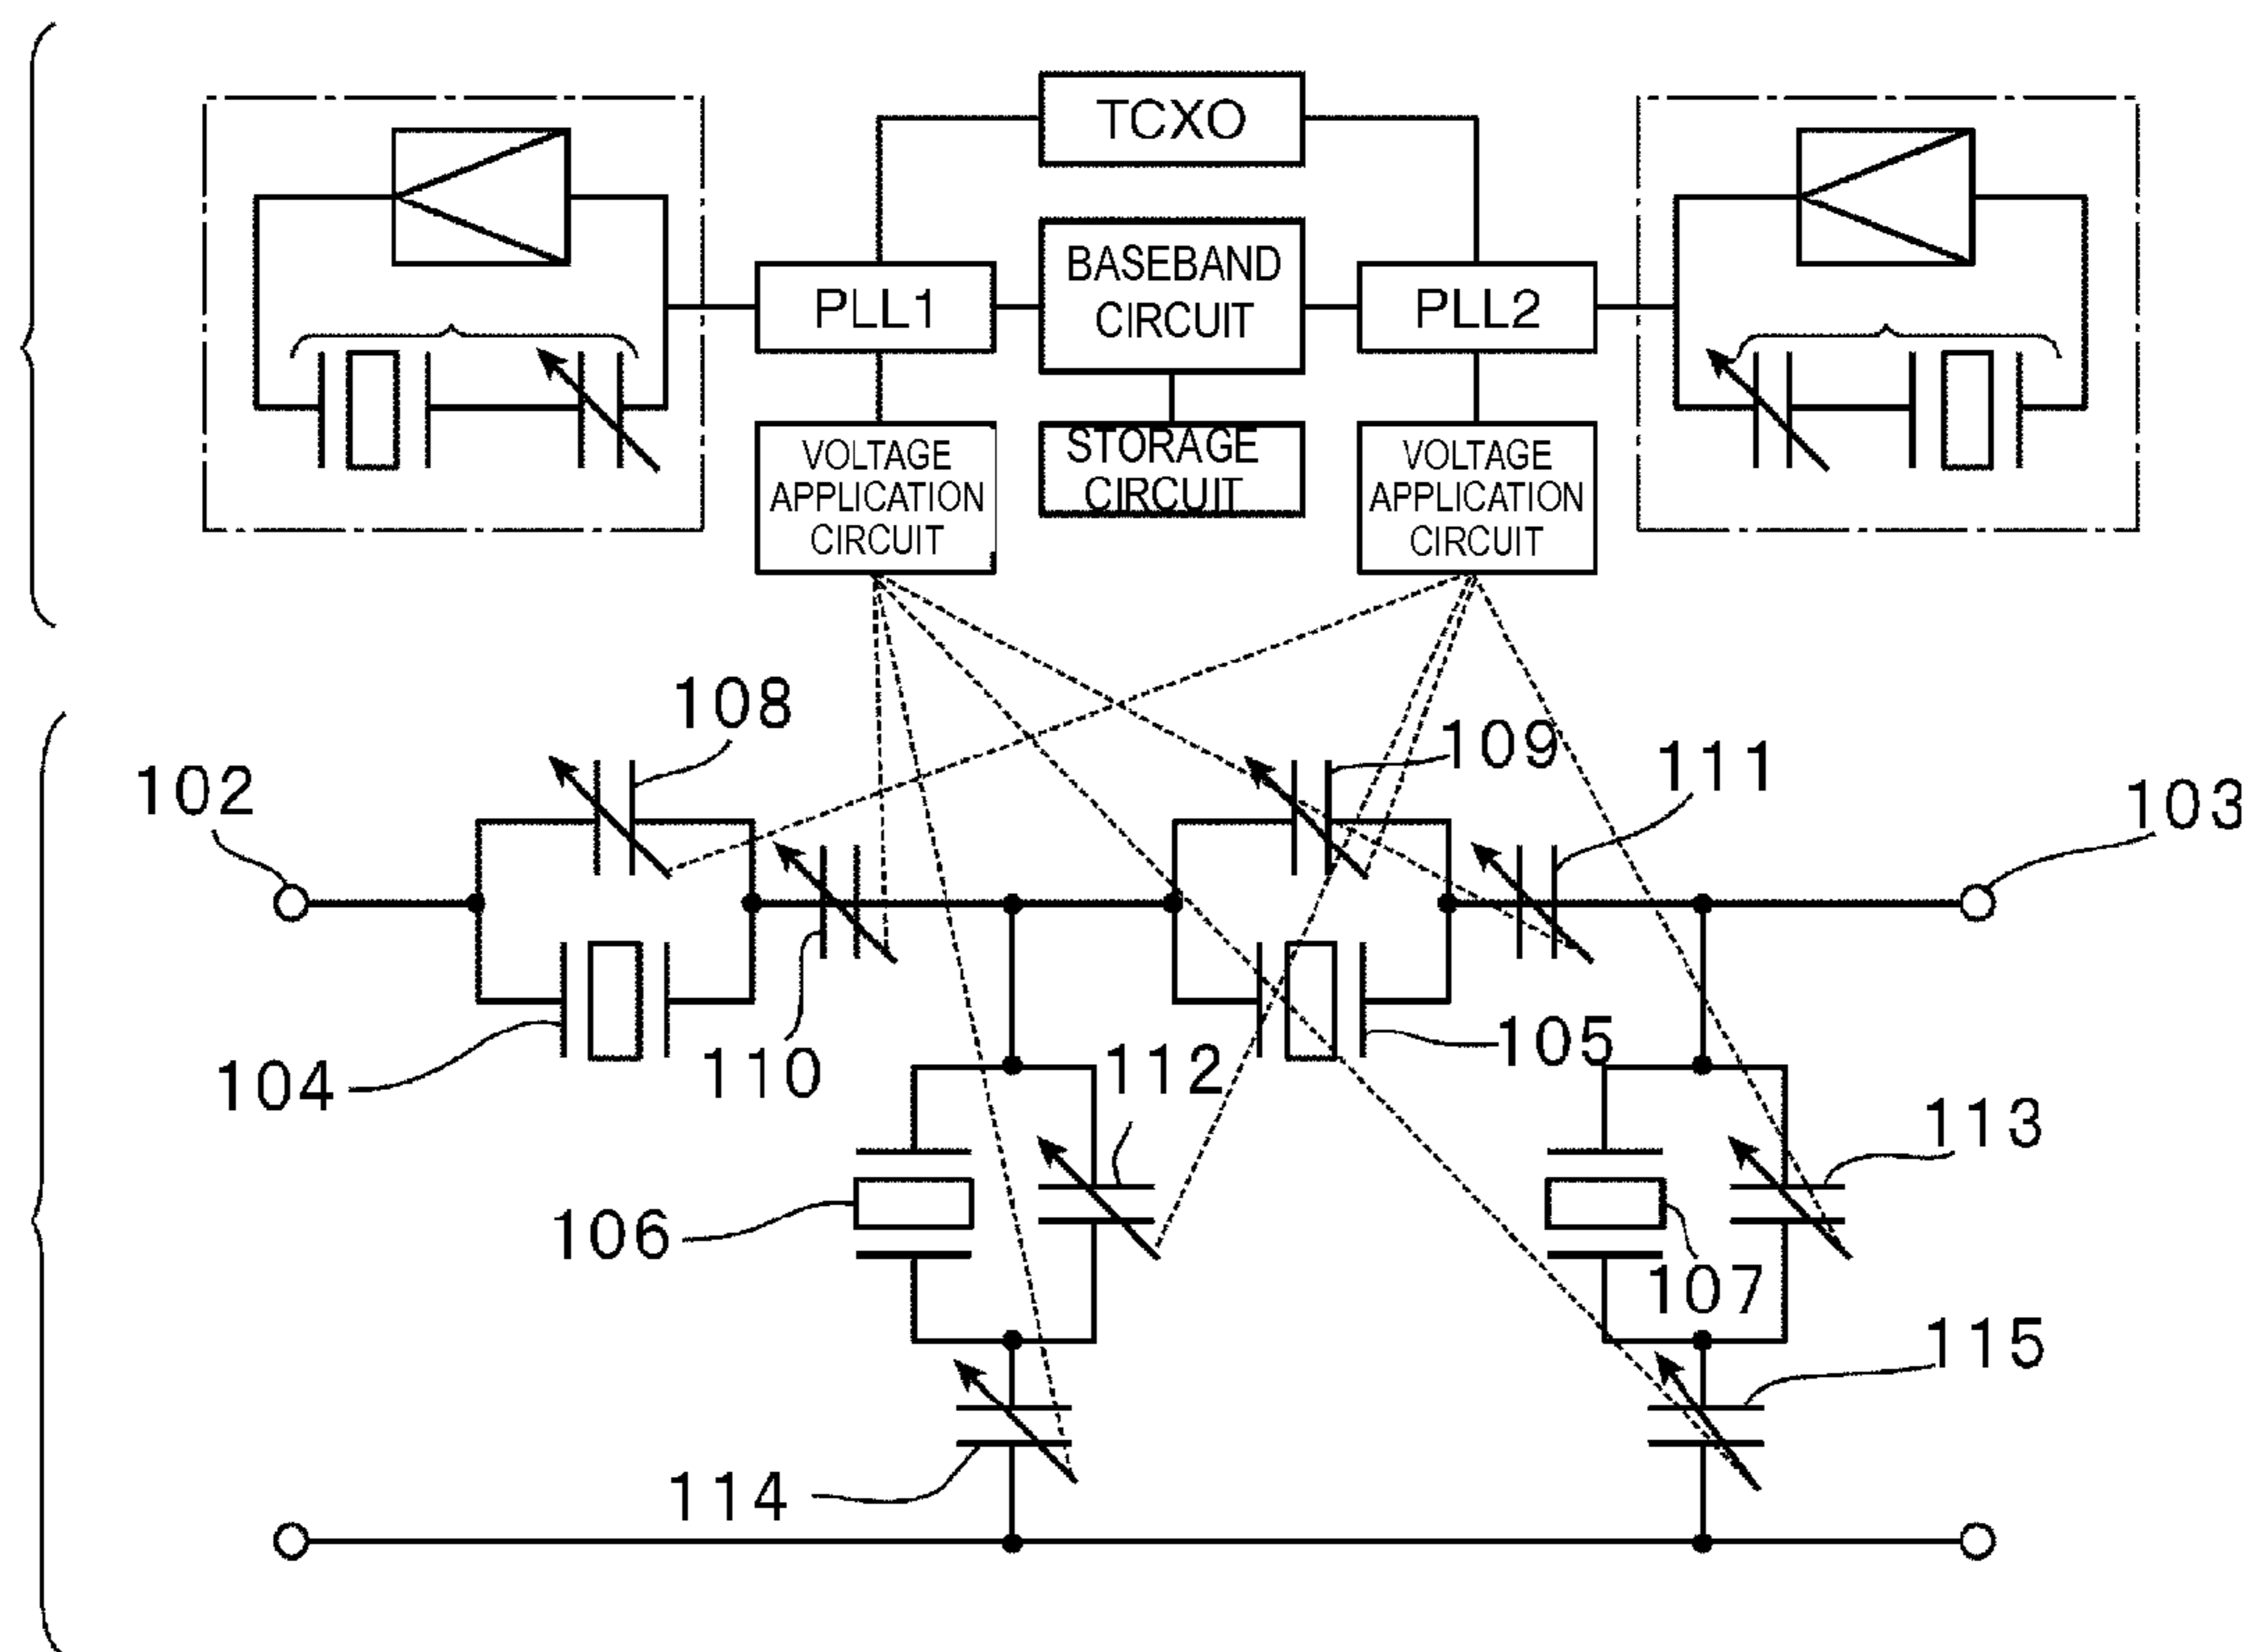 TCXO
BASEBAND
CIRCUIT
PLL1
PLL2
VOLTAGE
APPLICATION
CIRCUIT
STORAGE
CIRCUIT
VOLTAGE
APPLICATION
CIRCUIT
108
109
111
102
103
104
110
112
105
113
106
107
115
114